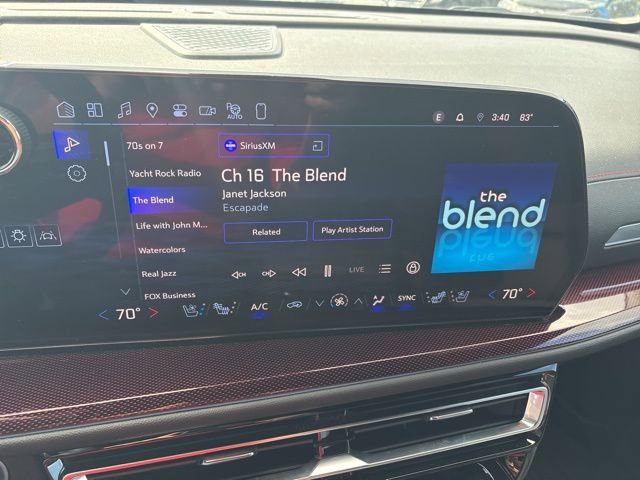 AUTO
E
3:40
83°
70s on 7
SiriusXM
Yacht Rock Radio
Ch 16 The Blend
The Blend
Janet Jackson
Escapade
Life with John M...
Related
Play Artist Station
Watercolors
Real Jazz
CH
CH
LIVE
FOX Business
the
blend
70°
A/C
SYNC
70°